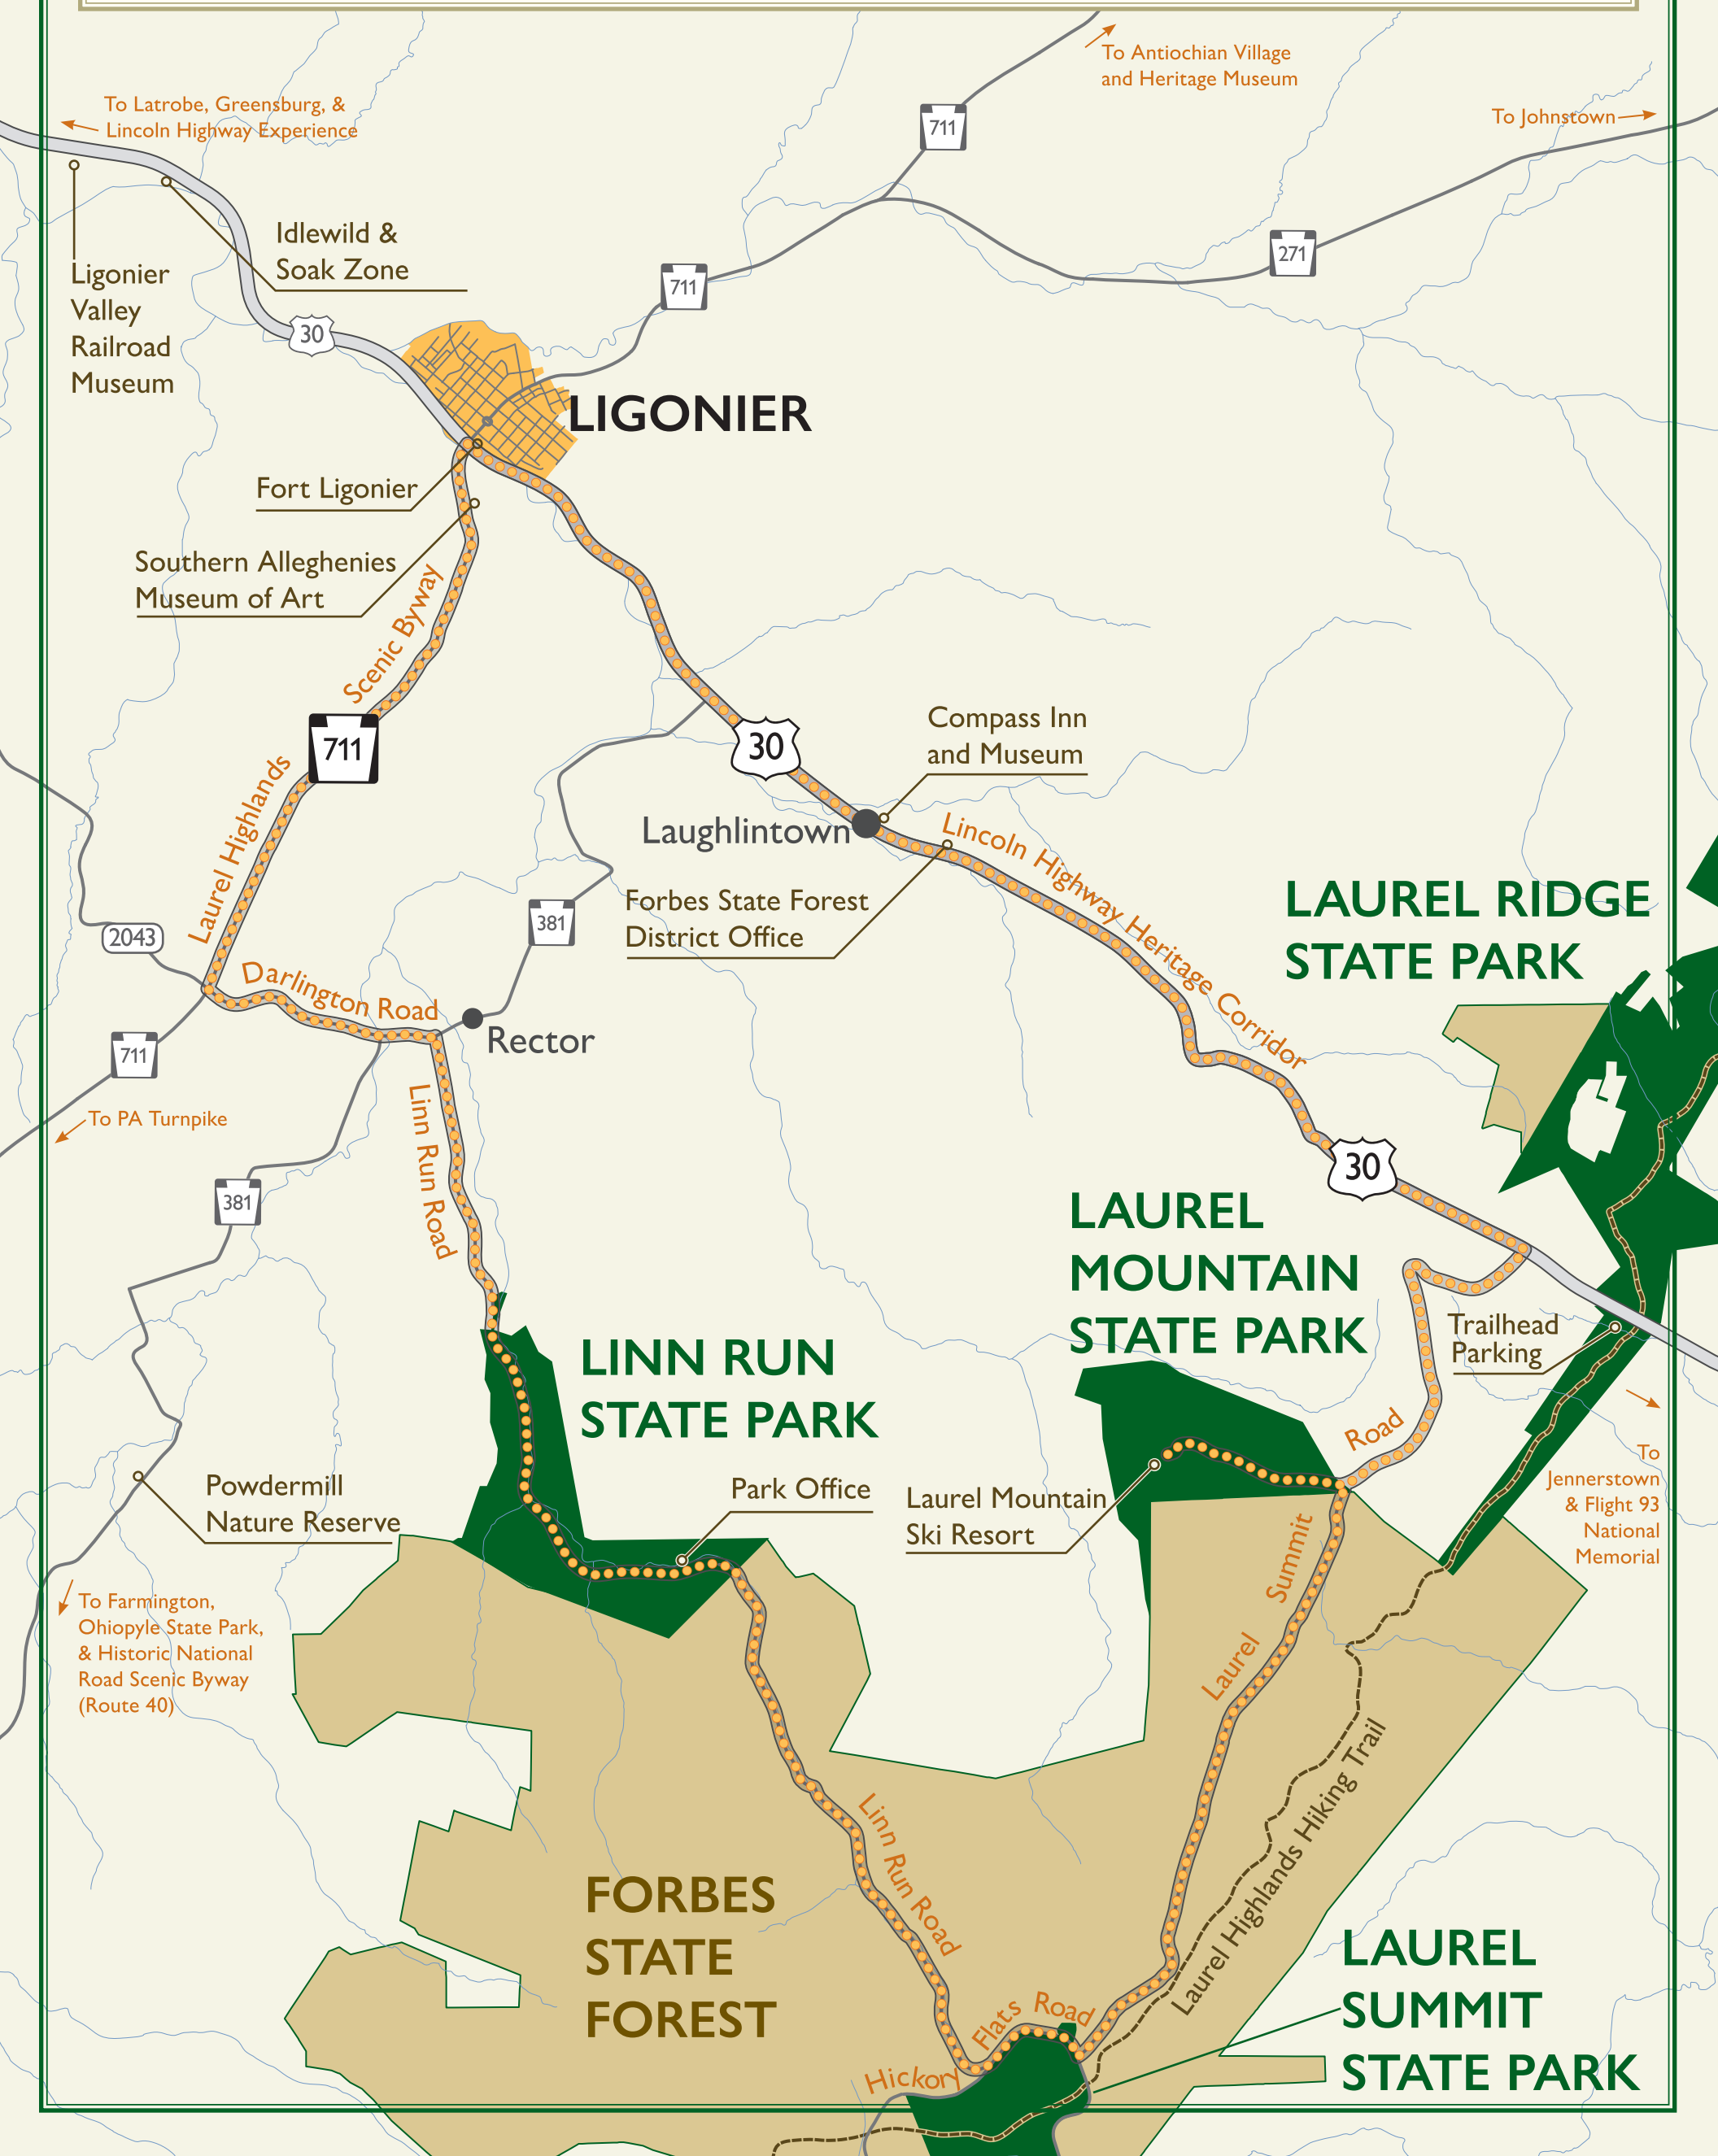 To Antiochian Village
and Heritage Museum
To Latrobe, Greensburg, &
Lincoln Highway Experience
To Johnstown
711
Idlewild &
Soak Zone
271
Ligonier
Valley
Railroad
Museum
711
30
LIGONIER
Fort Ligonier
Southern Alleghenies
Museum of Art
Scenic Byway
711
Laurel Highlands
30
Compass Inn
and Museum
Laughlintown
Lincoln Highway Heritage Corridor
Forbes State Forest
District Office
LAUREL RIDGE
STATE PARK
2043
381
Darlington Road
Rector
711
To PA Turnpike
Linn Run Road
381
30
LAUREL
MOUNTAIN
STATE PARK
LINN RUN
STATE PARK
Trailhead
Parking
Road
To
Jennerstown
& Flight 93
National
Memorial
Powdermill
Nature Reserve
Park Office
Laurel Mountain
Ski Resort
Summit
Laurel
To Farmington,
Ohiopyle State Park,
& Historic National
Road Scenic Byway
(Route 40)
Laurel Highlands Hiking Trail
Linn Run Road
FORBES
STATE
FOREST
LAUREL
SUMMIT
STATE PARK
Flats Road
Hickory